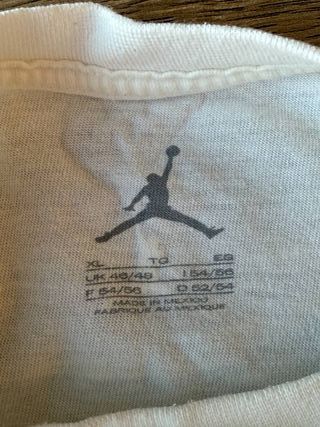 XL TG EG
UK 46/48 I 54/56
F 54/56 D 52/54
MADE IN MEXICO
FABRIQUE AU MEXIQUE